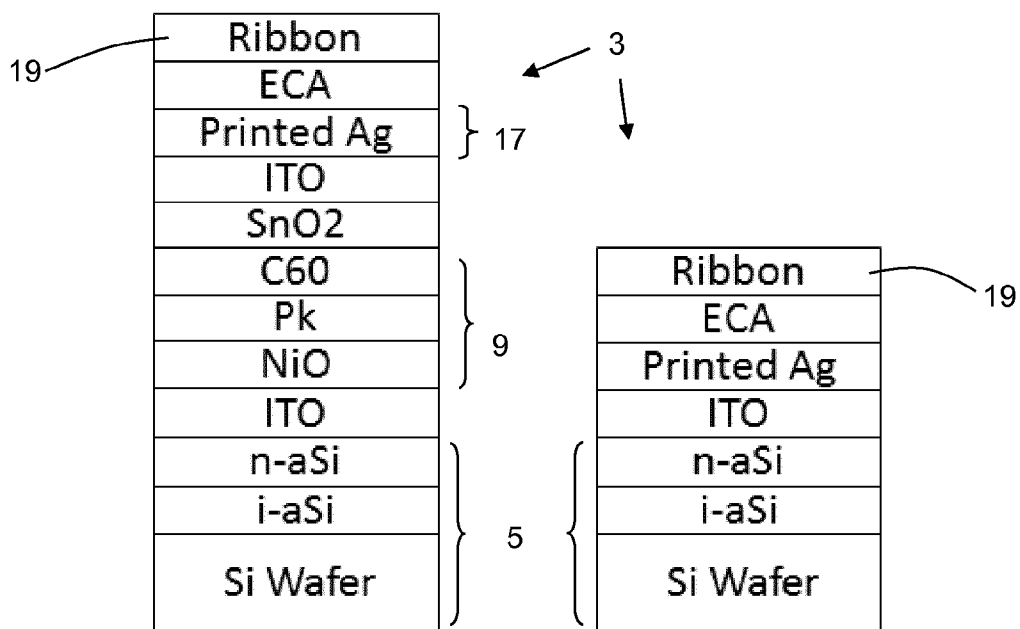 Ribbon
19
ECA
3
Printed Ag
17
ITO
SnO2
C60
Pk
NiO
9
ITO
n-aSi
i-aSi
Si Wafer
5
Ribbon
19
ECA
Printed Ag
ITO
n-aSi
i-aSi
Si Wafer